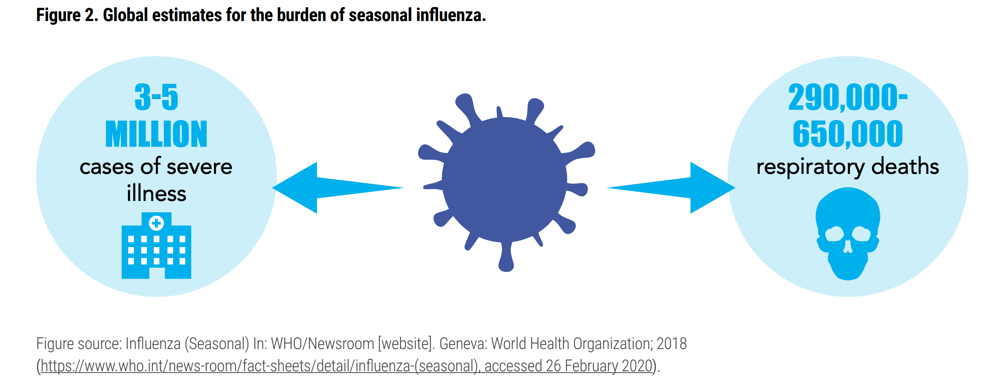 Figure 2. Global estimates for the burden of seasonal influenza.
3-5
MILLION
cases of severe
illness
290,000-
650,000
respiratory deaths
Figure source: Influenza (Seasonal) In: WHO/Newsroom [website]. Geneva: World Health Organization; 2018
(https://www.who.int/news-room/fact-sheets/detail/influenza-(seasonal), accessed 26 February 2020).